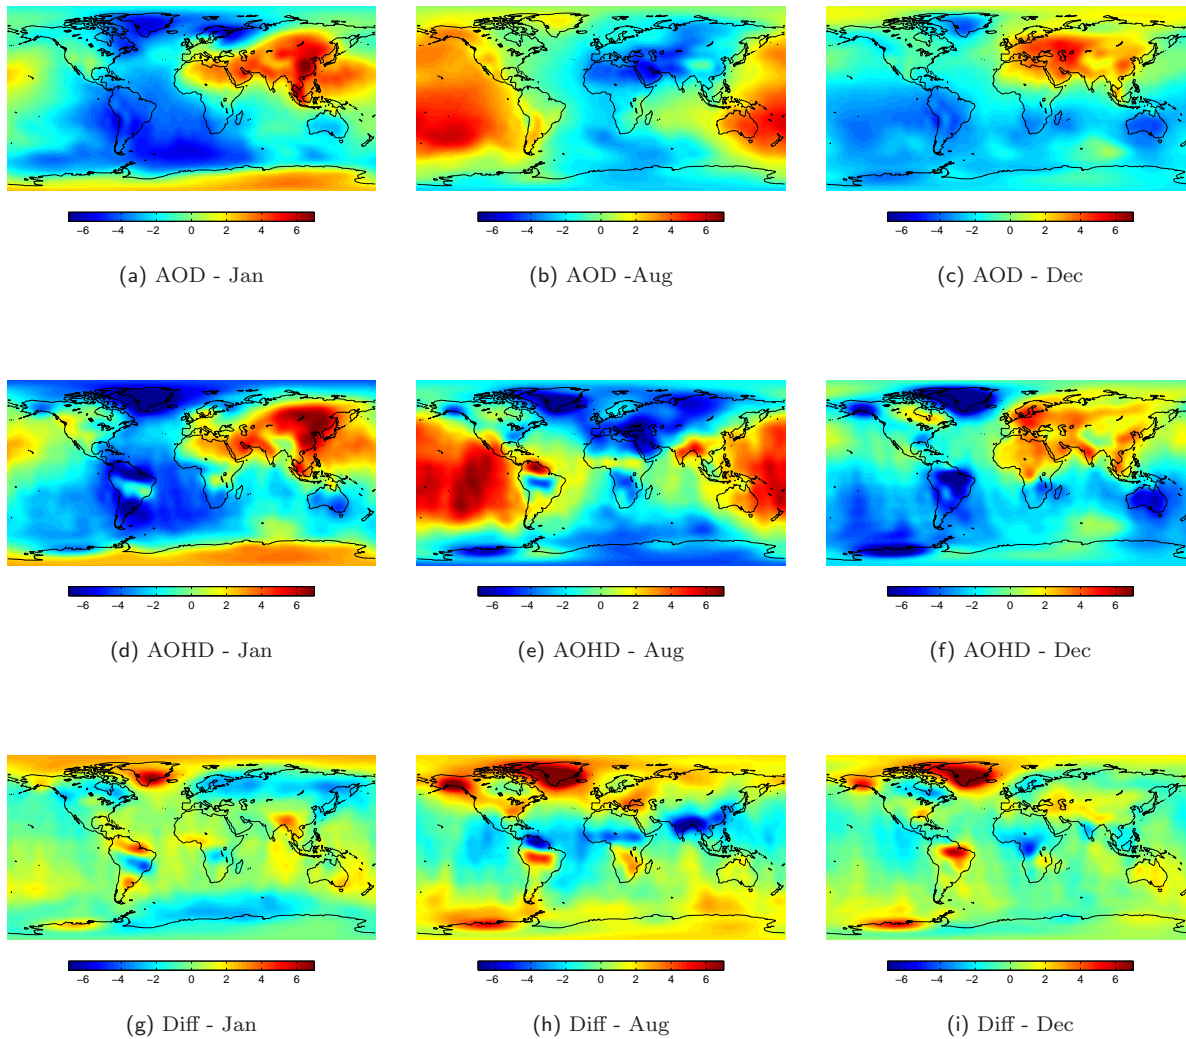 −6 −4 −2 0 2 4 6 −6 −4 −2 0 2 4 6 −6 −4 −2 0 2 4 6
(a) AOD - Jan (b) AOD -Aug (c) AOD - Dec
−6 −4 −2 0 2 4 6 −6 −4 −2 0 2 4 6 −6 −4 −2 0 2 4 6
(d) AOHD - Jan (e) AOHD - Aug (f) AOHD - Dec
−6 −4 −2 0 2 4 6 −6 −4 −2 0 2 4 6 −6 −4 −2 0 2 4 6
(g) Diff - Jan (h) Diff - Aug (i) Diff - Dec